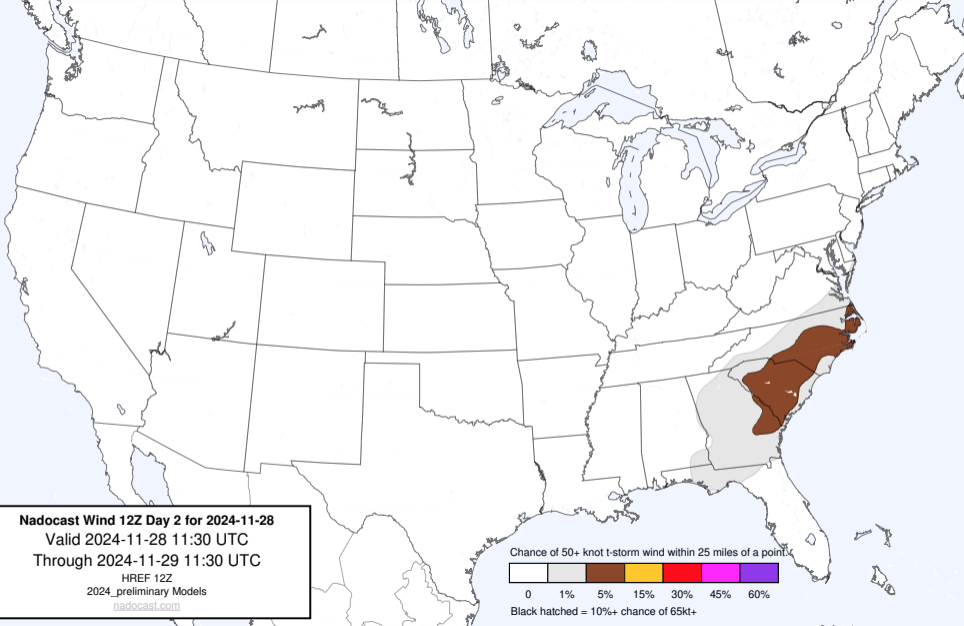 Nadocast Wind 12Z Day 2 for 2024-11-28
Valid 2024-11-28 11:30 UTC
Through 2024-11-29 11:30 UTC
HREF 12Z
2024_preliminary Models
nadocast.com
Chance of 50+ knot t-storm wind within 25 miles of a point.
0 1% 5% 15% 30% 45% 60%
Black hatched = 10%+ chance of 65kt+